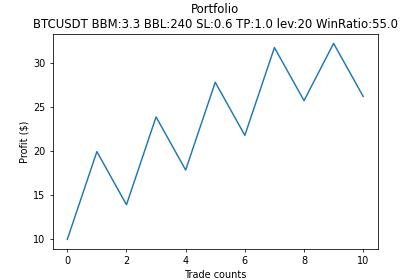 Portfolio
BTCUSDT BBM:3.3 BBL:240 SL:0.6 TP:1.0 lev:20 WinRatio:55.0
30
25
20
15
10
Profit ($)
0 2 4 6 8 10
Trade counts